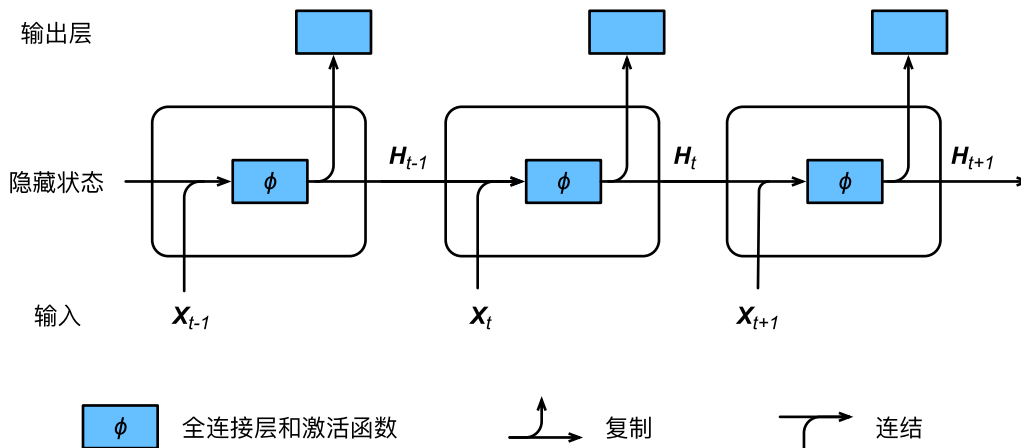 输出层
隐藏状态
ϕ
H_{t-1}
ϕ
H_t
ϕ
H_{t+1}
输入
X_{t-1}
X_t
X_{t+1}
ϕ
全连接层和激活函数
复制
连结